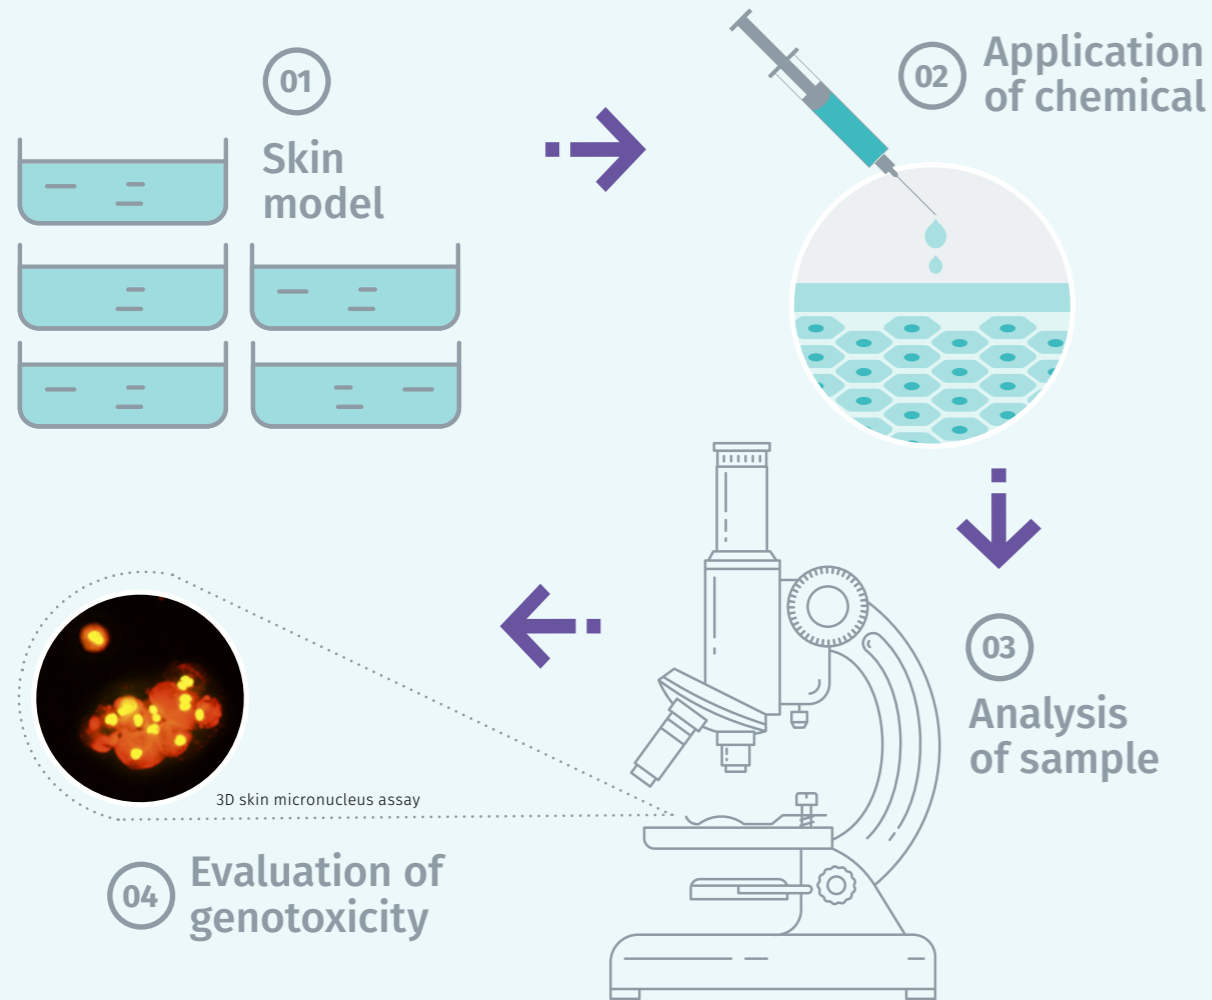 01
Skin
model
02
Application
of chemical
03
Analysis
of sample
3D skin micronucleus assay
04
Evaluation of
genotoxicity